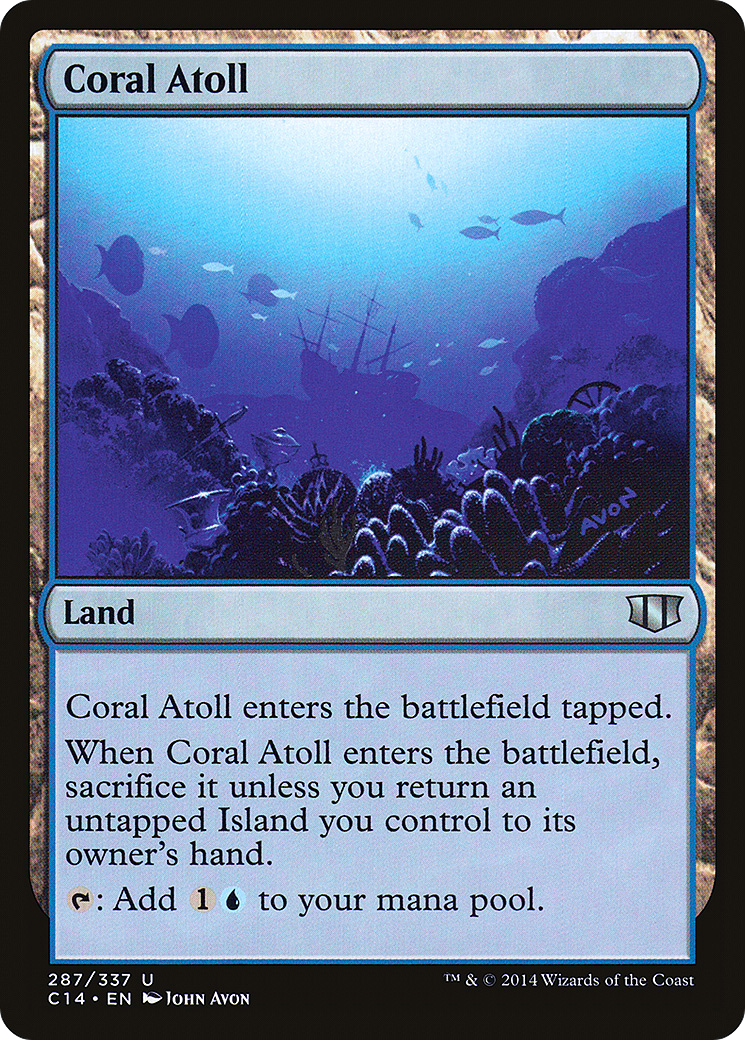 Coral Atoll
AVON
Land
Coral Atoll enters the battlefield tapped.
When Coral Atoll enters the battlefield,
sacrifice it unless you return an
untapped Island you control to its
owner's hand.
: Add 1 to your mana pool.
287/337 U
™ & © 2014 Wizards of the Coast
C14 • EN John Avon